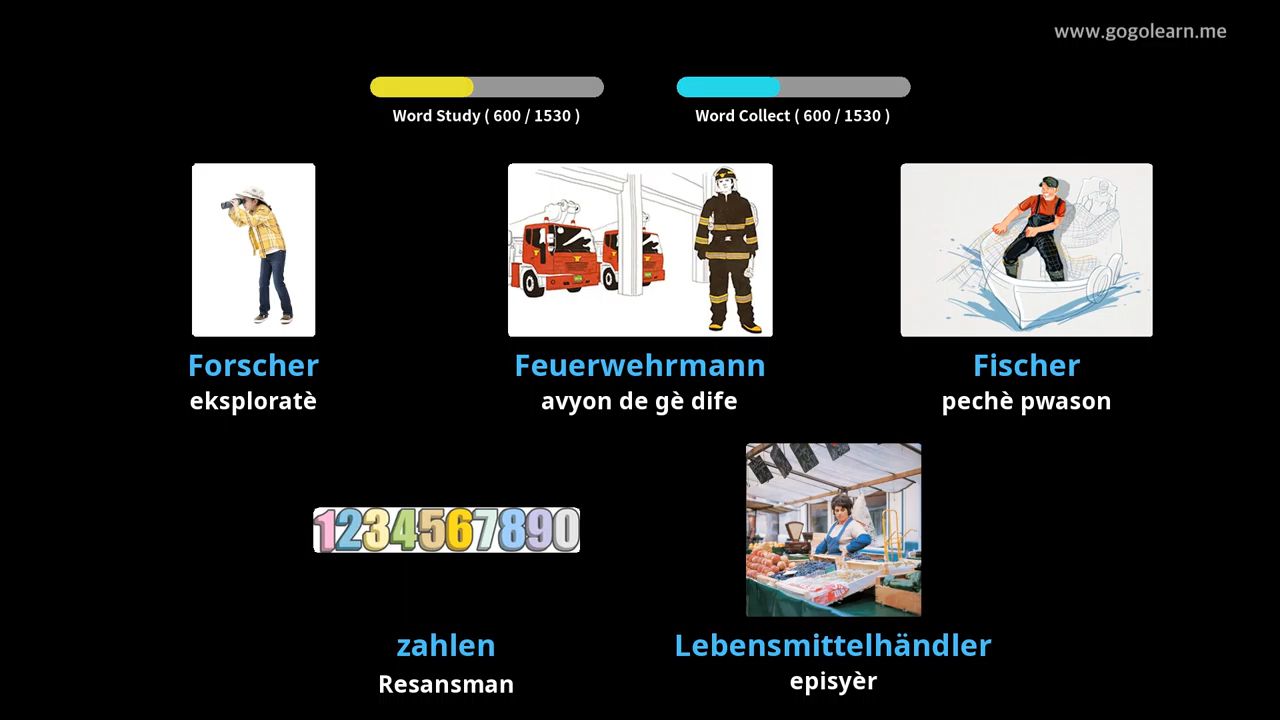 www.gogolearn.me
Word Study ( 600 / 1530 )
Word Collect ( 600 / 1530 )
Forscher
eksploratè
Feuerwehrmann
avyon de gè dife
Fischer
pechè pwason
1234567890
zahlen
Resansman
Lebensmittelhändler
episyèr